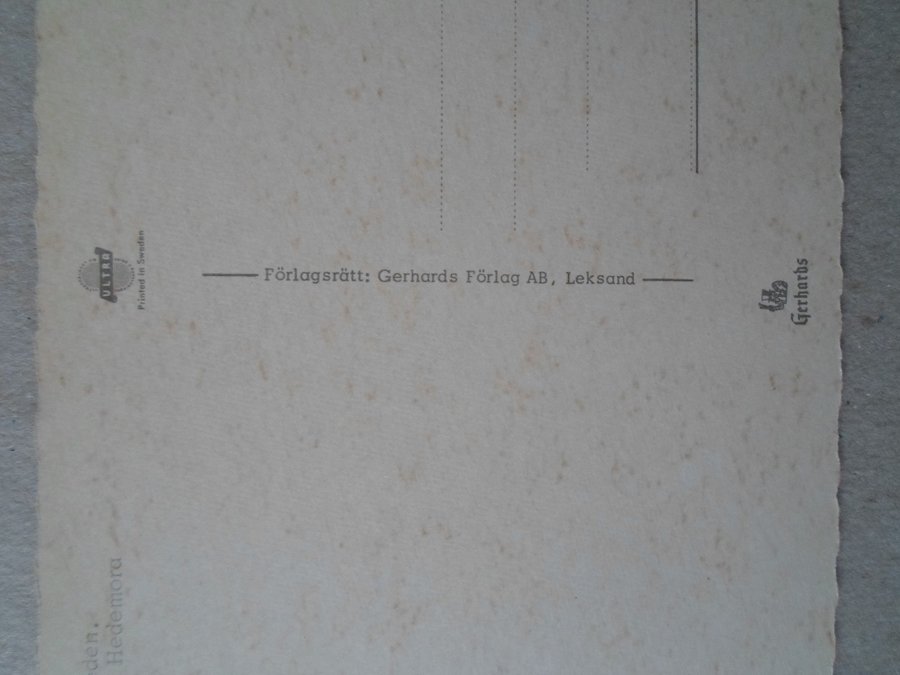 den.
Hedemora
ULTRA
Printed in Sweden
Förlagsrätt: Gerhards Förlag AB, Leksand
Gerhards